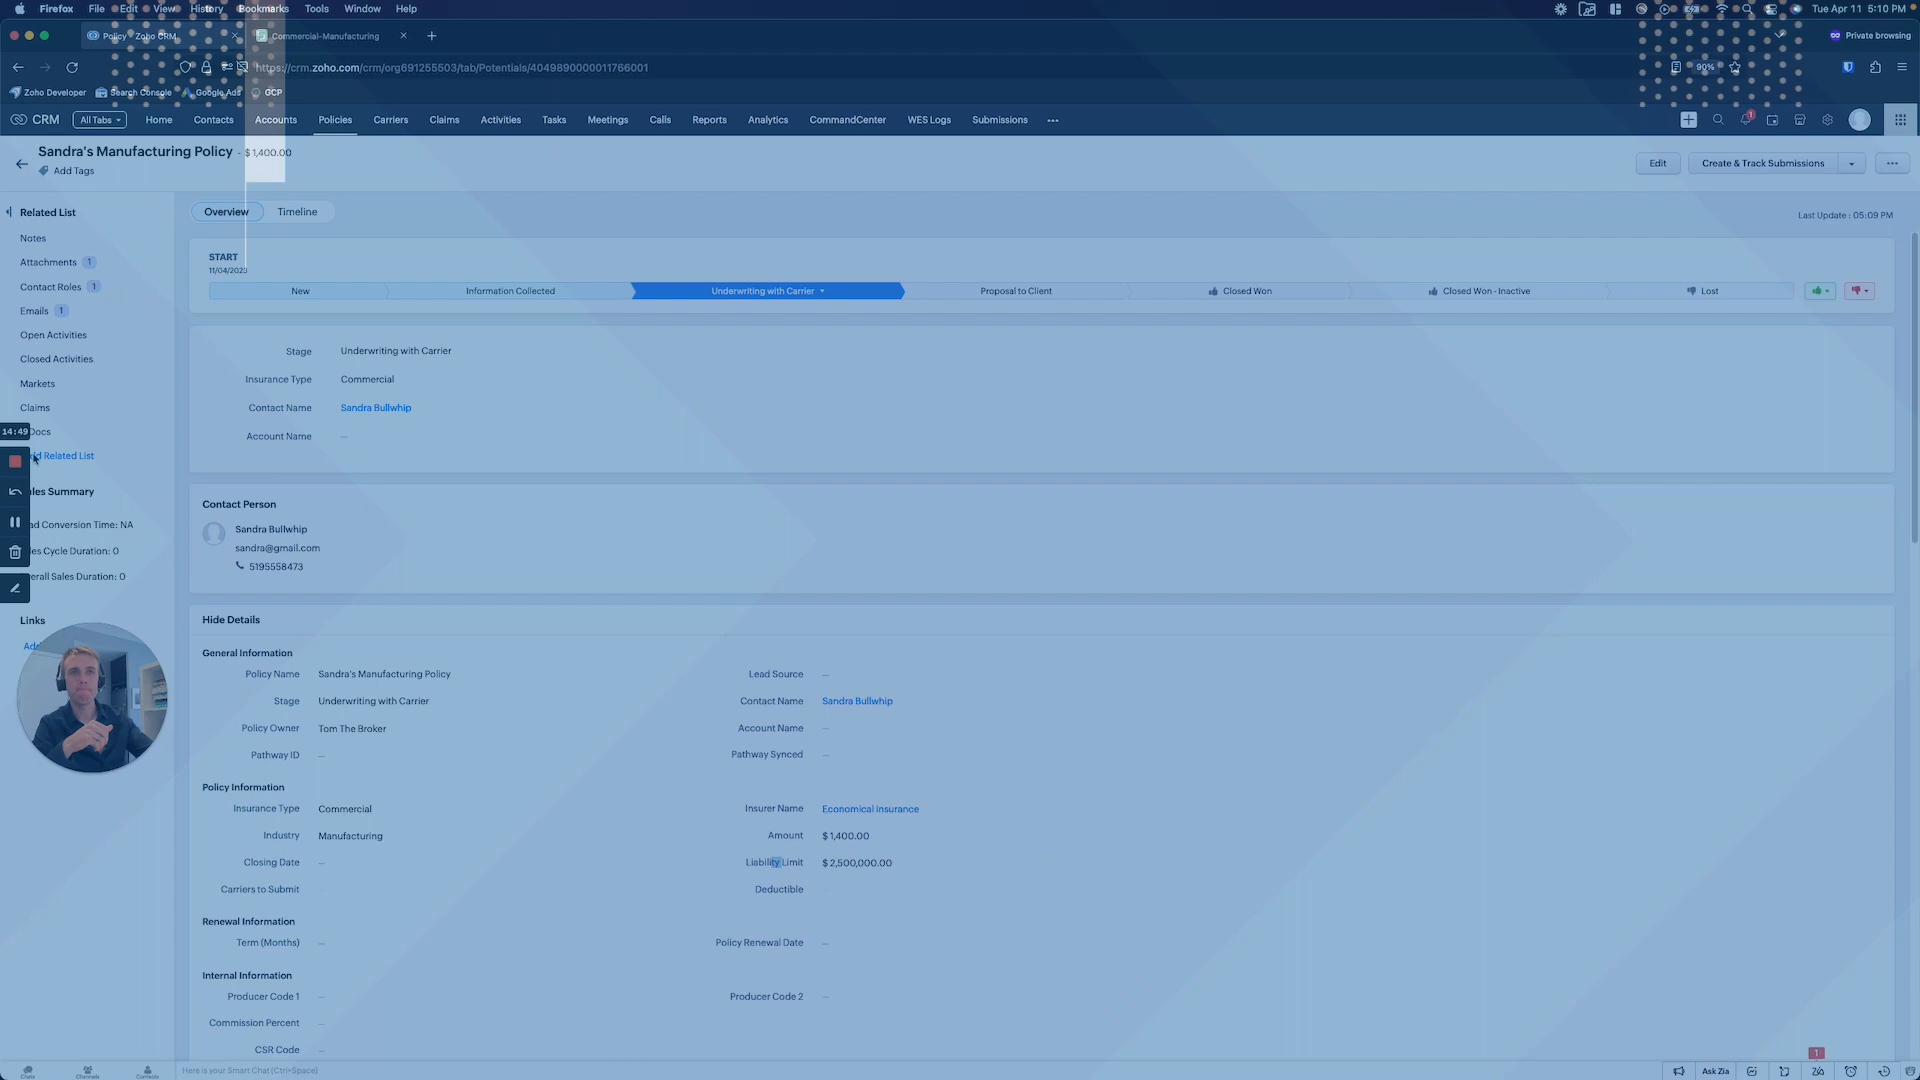 Firefox File Edit View History Bookmarks Tools Window Help
Tue Apr 11 5:10 PM
Policy - Zoho CRM
Commercial-Manufacturing
Private browsing
https://crm.zoho.com/crm/org691255503/tab/Potentials/4049890000011766001
90%
Zoho Developer Search Console Google Ads GCP
CRM All Tabs Home Contacts Accounts Policies Carriers Claims Activities Tasks Meetings Calls Reports Analytics CommandCenter WES Logs Submissions
1
Sandra's Manufacturing Policy - $ 1,400.00
Add Tags
Edit Create & Track Submissions
Related List
Notes
Attachments 1
Contact Roles 1
Emails 1
Open Activities
Closed Activities
Markets
Claims
14:49 Docs
Related List
Lead Conversion Time: NA
Sales Cycle Duration: 0
Overall Sales Duration: 0
Links
Overview Timeline
Last Update : 05:09 PM
START
11/04/2023
New Information Collected Underwriting with Carrier Proposal to Client Closed Won Closed Won - Inactive Lost
Stage Underwriting with Carrier
Insurance Type Commercial
Contact Name Sandra Bullwhip
Account Name —
Contact Person
Sandra Bullwhip
sandra@gmail.com
5195558473
Hide Details
General Information
Policy Name Sandra's Manufacturing Policy Lead Source —
Stage Underwriting with Carrier Contact Name Sandra Bullwhip
Policy Owner Tom The Broker Account Name —
Pathway ID — Pathway Synced —
Policy Information
Insurance Type Commercial Insurer Name Economical Insurance
Industry Manufacturing Amount $ 1,400.00
Closing Date — Liability Limit $ 2,500,000.00
Carriers to Submit Deductible
Renewal Information
Term (Months) — Policy Renewal Date —
Internal Information
Producer Code 1 — Producer Code 2 —
Commission Percent —
CSR Code —
Chats Channels Contacts Here is your Smart Chat (Ctrl+Space)
1
Ask Zia